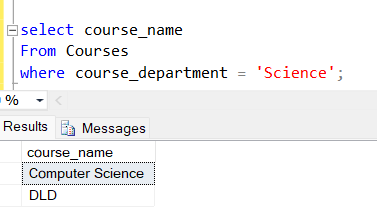 select course_name
From Courses
where course_department = 'Science';
%
Results Messages
course_name
Computer Science
DLD